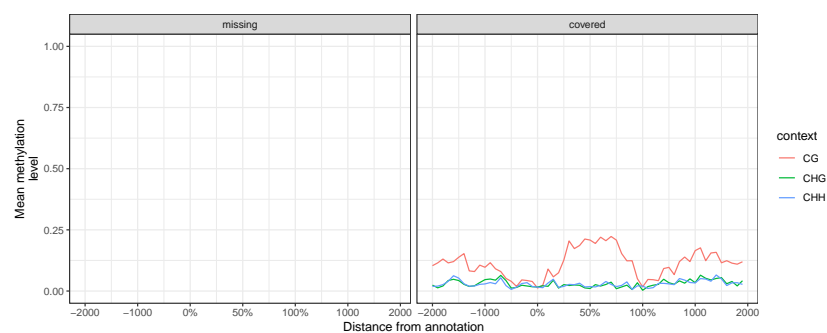 missing covered
1.00
0.75
0.50
0.25
0.00
Mean methylation
level
−2000 −1000 0% 50% 100% 1000 2000 −2000 −1000 0% 50% 100% 1000 2000
Distance from annotation
context
CG
CHG
CHH